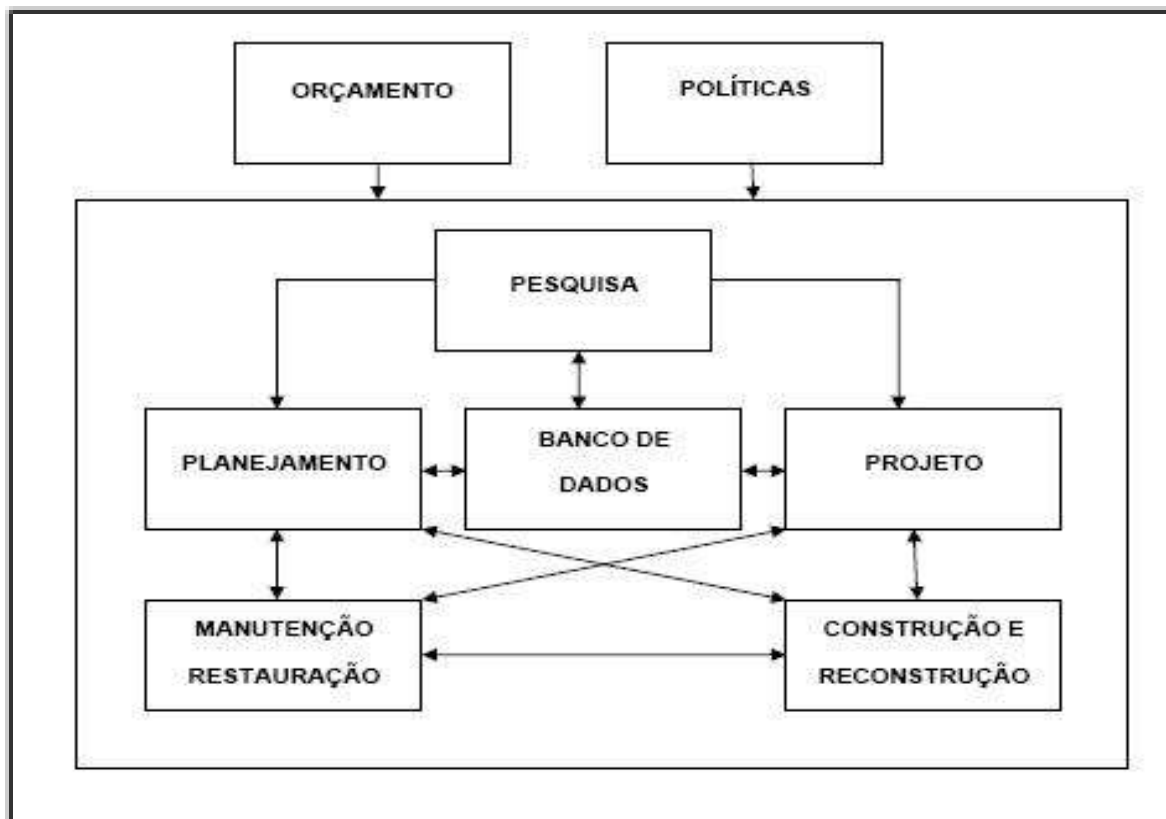 ORÇAMENTO
POLÍTICAS
PESQUISA
PLANEJAMENTO
BANCO DE
DADOS
PROJETO
MANUTENÇÃO
RESTAURAÇÃO
CONSTRUÇÃO E
RECONSTRUÇÃO